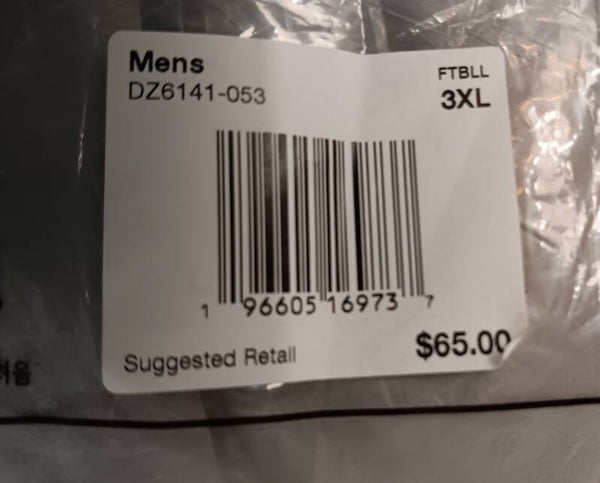 Mens
FTBLL
DZ6141-053
3XL
1 96605 16973 7
Suggested Retail
$65.00